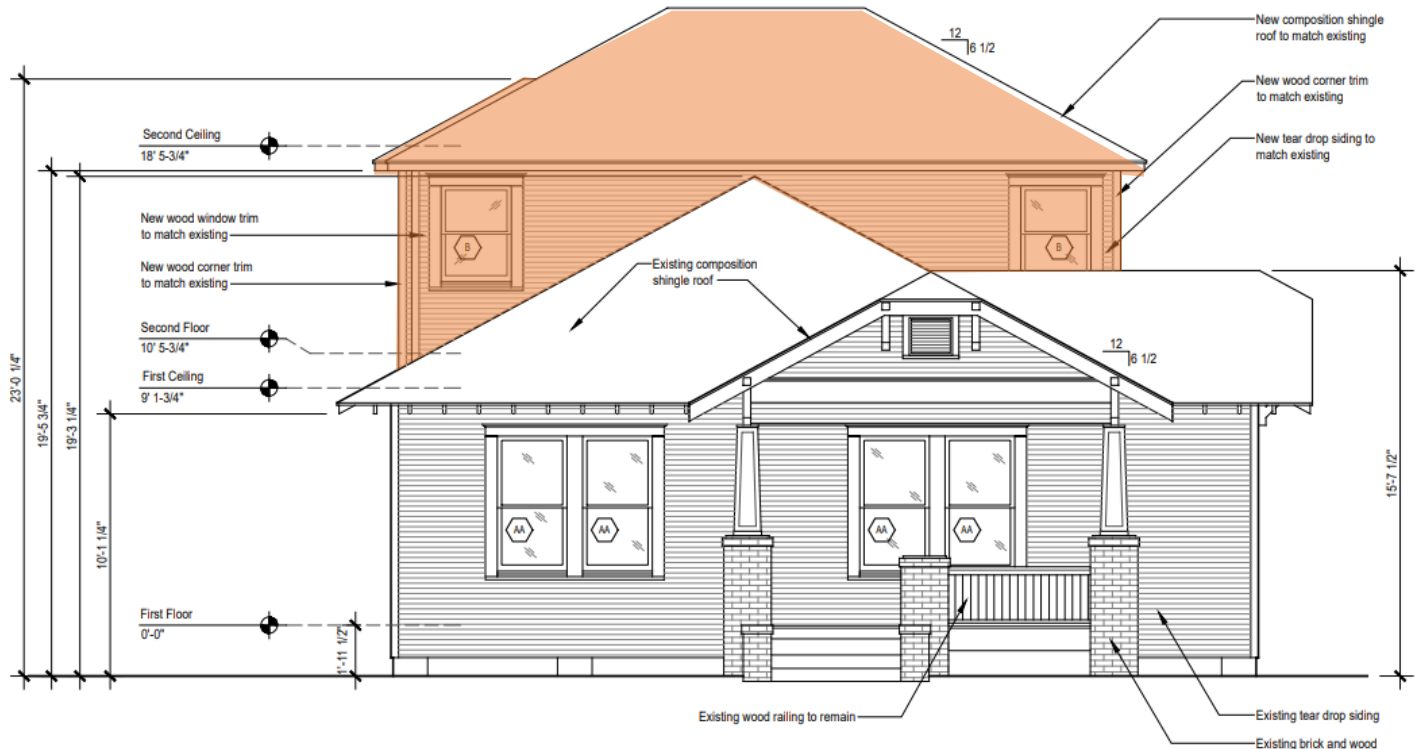 New composition shingle
roof to match existing
12
6 1/2
New wood corner trim
to match existing
New tear drop siding to
match existing
Second Ceiling
18' 5-3/4"
New wood window trim
to match existing
New wood corner trim
to match existing
B
B
Existing composition
shingle roof
Second Floor
10' 5-3/4"
First Ceiling
9' 1-3/4"
12
6 1/2
23'-0 1/4"
19'-5 3/4"
19'-3 1/4"
10'-1 1/4"
15'-7 1/2"
AA
AA
AA
AA
First Floor
0'-0"
1'-11 1/2"
Existing wood railing to remain
Existing tear drop siding
Existing brick and wood